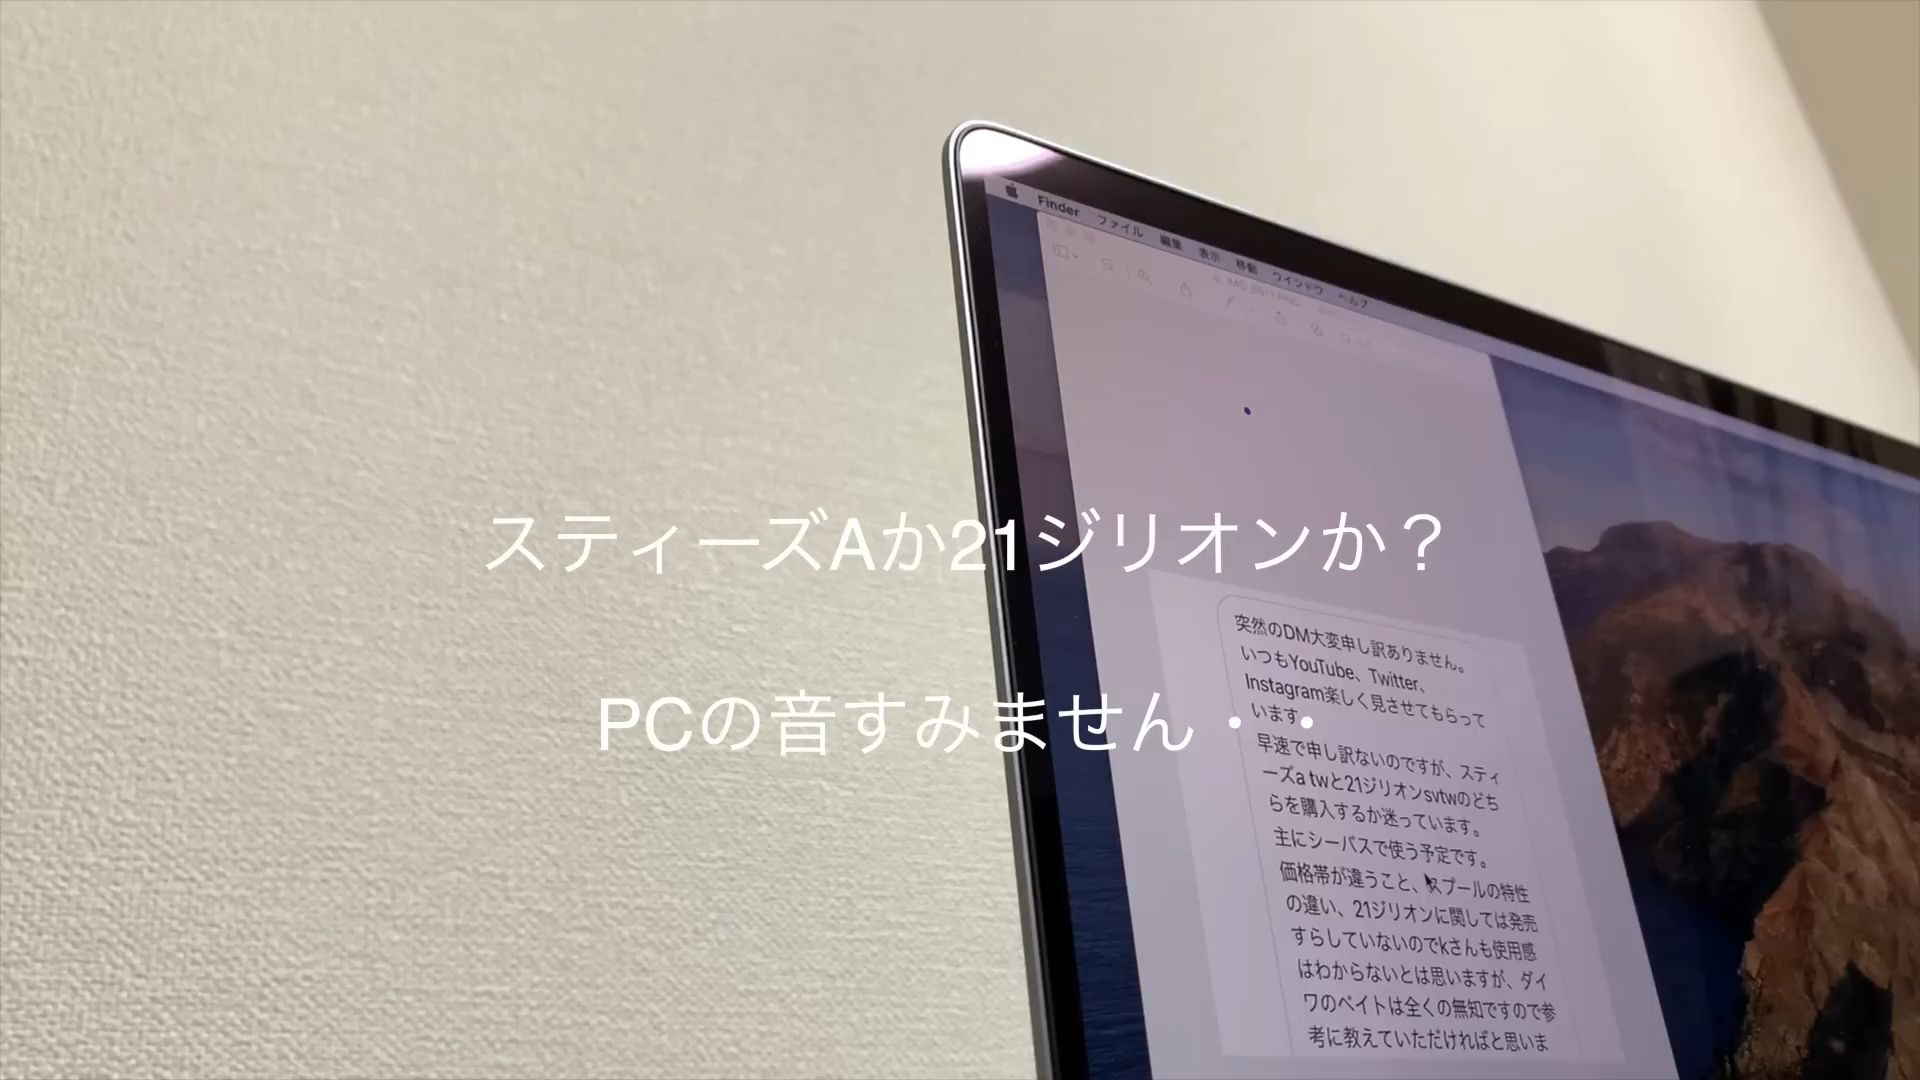 Finder ファイル 編集 表示 移動 ウインドウ ヘルプ
スティーズAか21ジリオンか？
PCの音すみません・・
突然のDM大変申し訳ありません。
いつもYouTube、Twitter、
Instagram楽しく見させてもらって
います。
早速で申し訳ないのですが、スティ
ーズa twと21ジリオンsvtwのどち
らを購入するか迷っています。
主にシーバスで使う予定です。
価格帯が違うこと、スプールの特性
の違い、21ジリオンに関しては発売
すらしていないのでkさんも使用感
はわからないとは思いますが、ダイ
ワのベイトは全くの無知ですので参
考に教えていただければと思いま